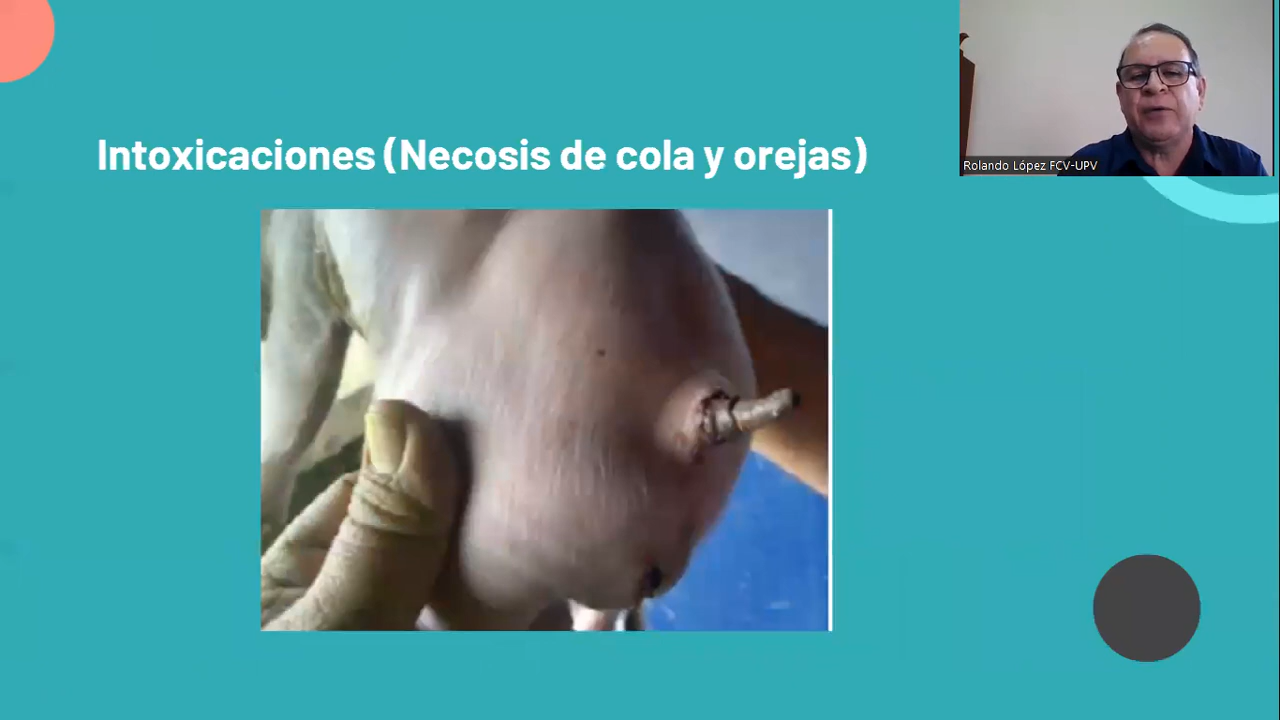 Intoxicaciones (Necosis de cola y orejas)
Rolando López FCV-UPV